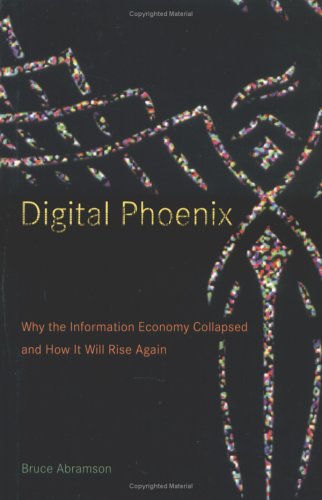 Digital Phoenix
Why the Information Economy Collapsed
and How It Will Rise Again
Bruce Abramson
Copyrighted Material
Copyrighted Material